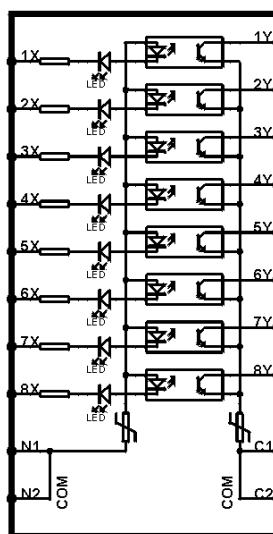 1Y
1X
LED
2Y
2X
LED
3Y
3X
LED
4Y
4X
LED
5Y
5X
LED
6Y
6X
LED
7Y
7X
LED
8Y
8X
LED
N1 C1
COM COM
N2 C2